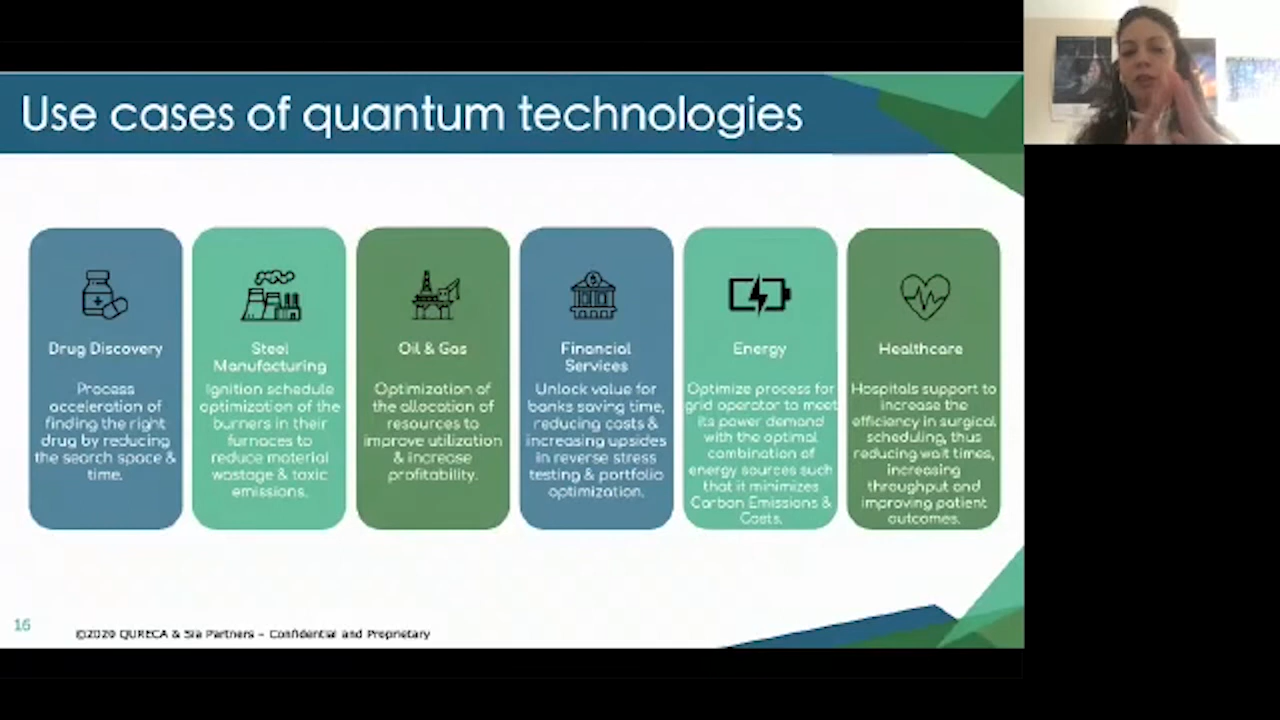 Use cases of quantum technologies
Drug Discovery
Process
acceleration of
finding the right
drug by reducing
the search space &
time.
Steel
Manufacturing
Ignition schedule
optimization of the
burners in their
furnaces to
reduce material
wastage & toxic
emissions.
Oil & Gas
Optimization of
the allocation of
resources to
improve utilization
& increase
profitability.
Financial
Services
Unlock value for
banks saving time,
reducing costs &
increasing upsides
in reverse stress
testing & portfolio
optimization.
Energy
Optimize process for
grid operator to meet
its power demand
with the optimal
combination of
energy sources such
that it minimizes
Carbon Emissions &
Costs.
Healthcare
Hospitals support to
increase the
efficiency in surgical
scheduling, thus
reducing wait times,
increasing
throughput and
improving patient
outcomes.
16
©2020 QURECA & Sia Partners – Confidential and Proprietary